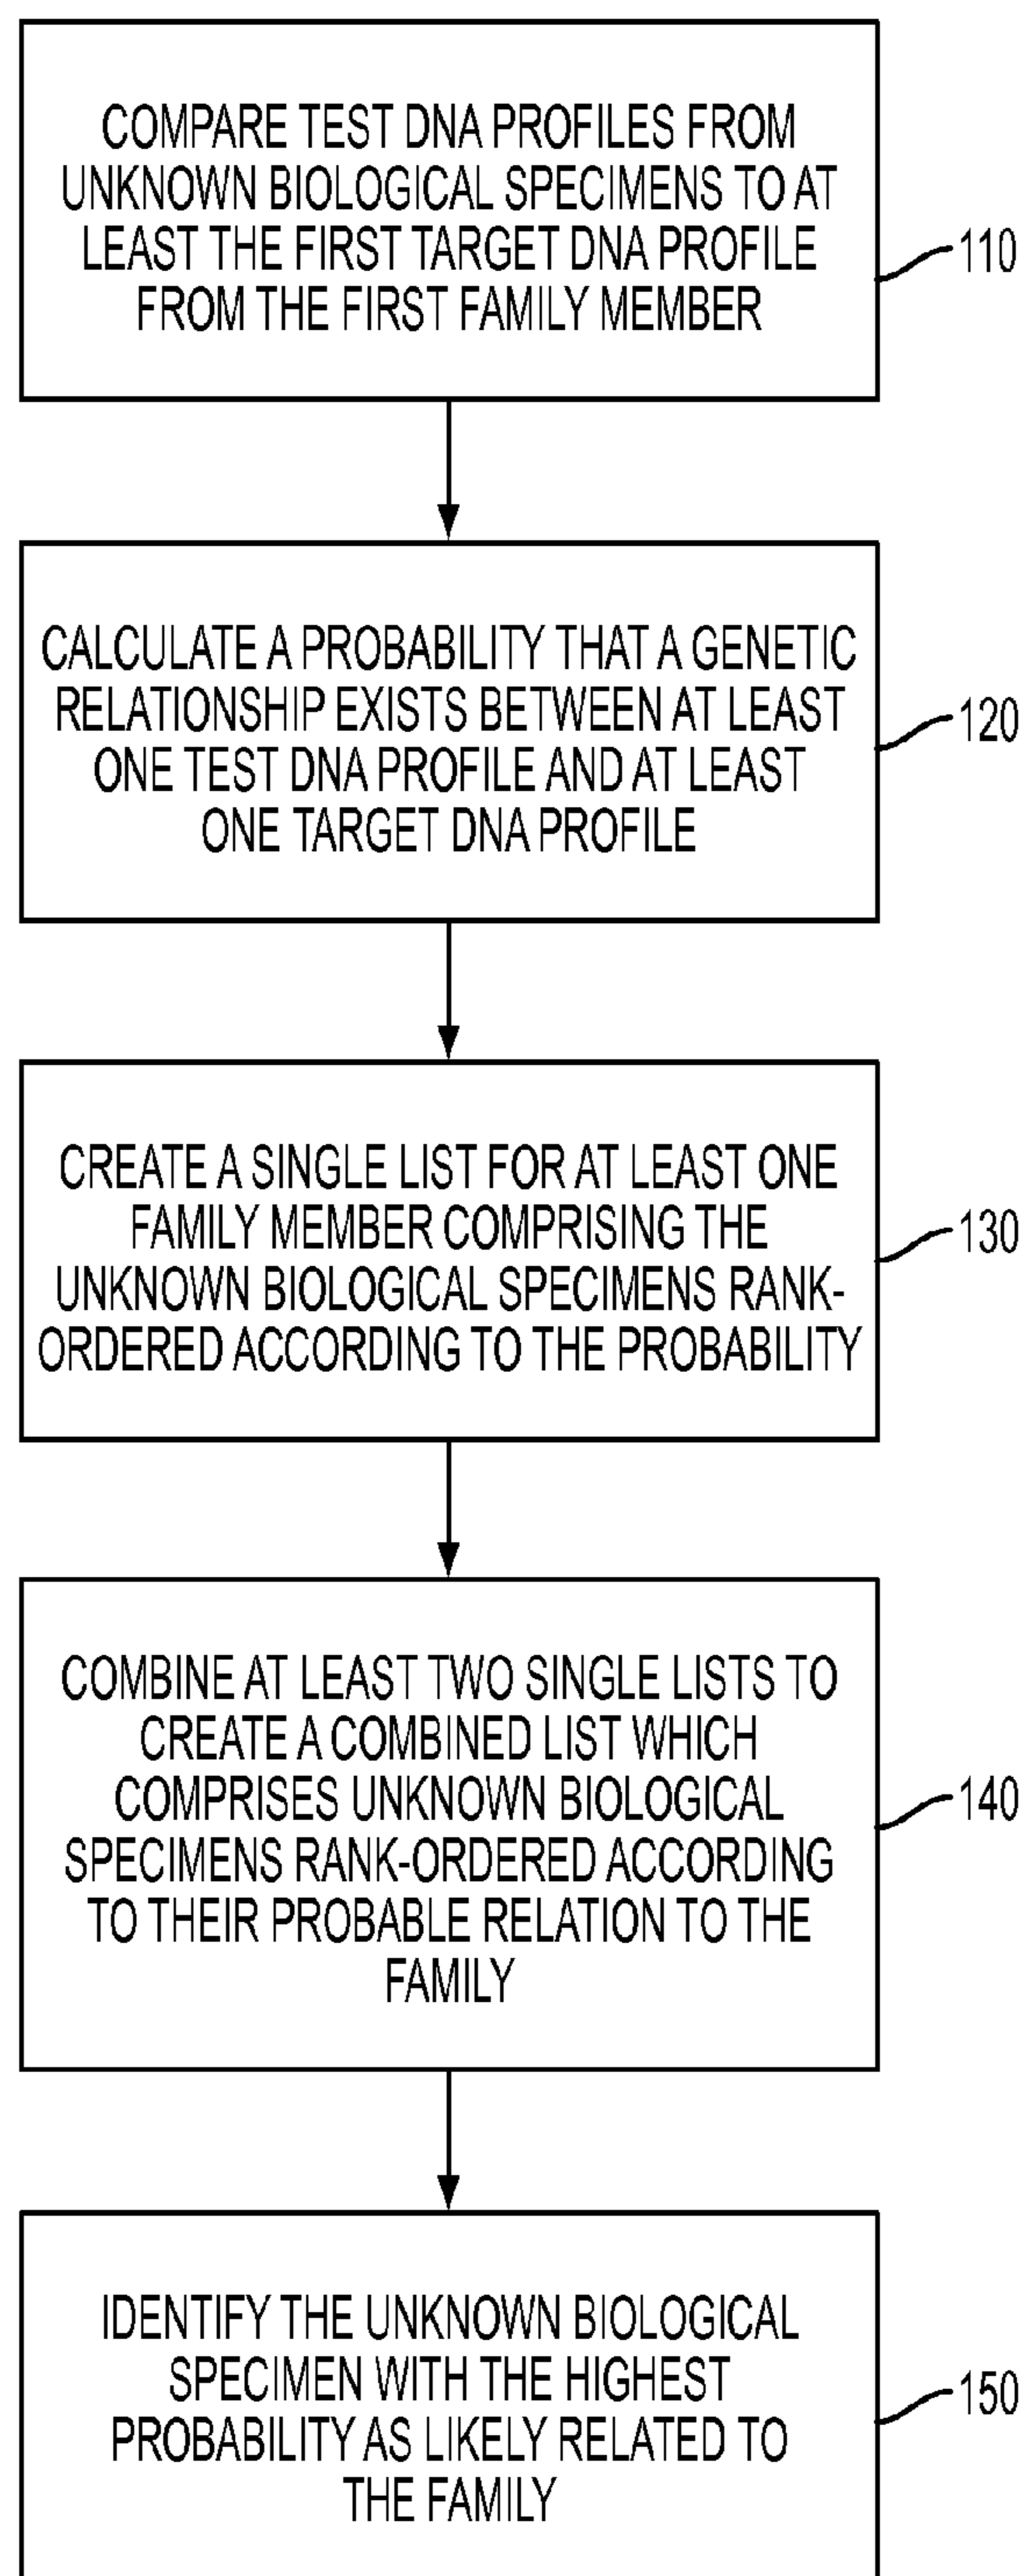 COMPARE TEST DNA PROFILES FROM
UNKNOWN BIOLOGICAL SPECIMENS TO AT
LEAST THE FIRST TARGET DNA PROFILE
FROM THE FIRST FAMILY MEMBER
110
CALCULATE A PROBABILITY THAT A GENETIC
RELATIONSHIP EXISTS BETWEEN AT LEAST
ONE TEST DNA PROFILE AND AT LEAST
ONE TARGET DNA PROFILE
120
CREATE A SINGLE LIST FOR AT LEAST ONE
FAMILY MEMBER COMPRISING THE
UNKNOWN BIOLOGICAL SPECIMENS RANK-
ORDERED ACCORDING TO THE PROBABILITY
130
COMBINE AT LEAST TWO SINGLE LISTS TO
CREATE A COMBINED LIST WHICH
COMPRISES UNKNOWN BIOLOGICAL
SPECIMENS RANK-ORDERED ACCORDING
TO THEIR PROBABLE RELATION TO THE
FAMILY
140
IDENTIFY THE UNKNOWN BIOLOGICAL
SPECIMEN WITH THE HIGHEST
PROBABILITY AS LIKELY RELATED TO
THE FAMILY
150